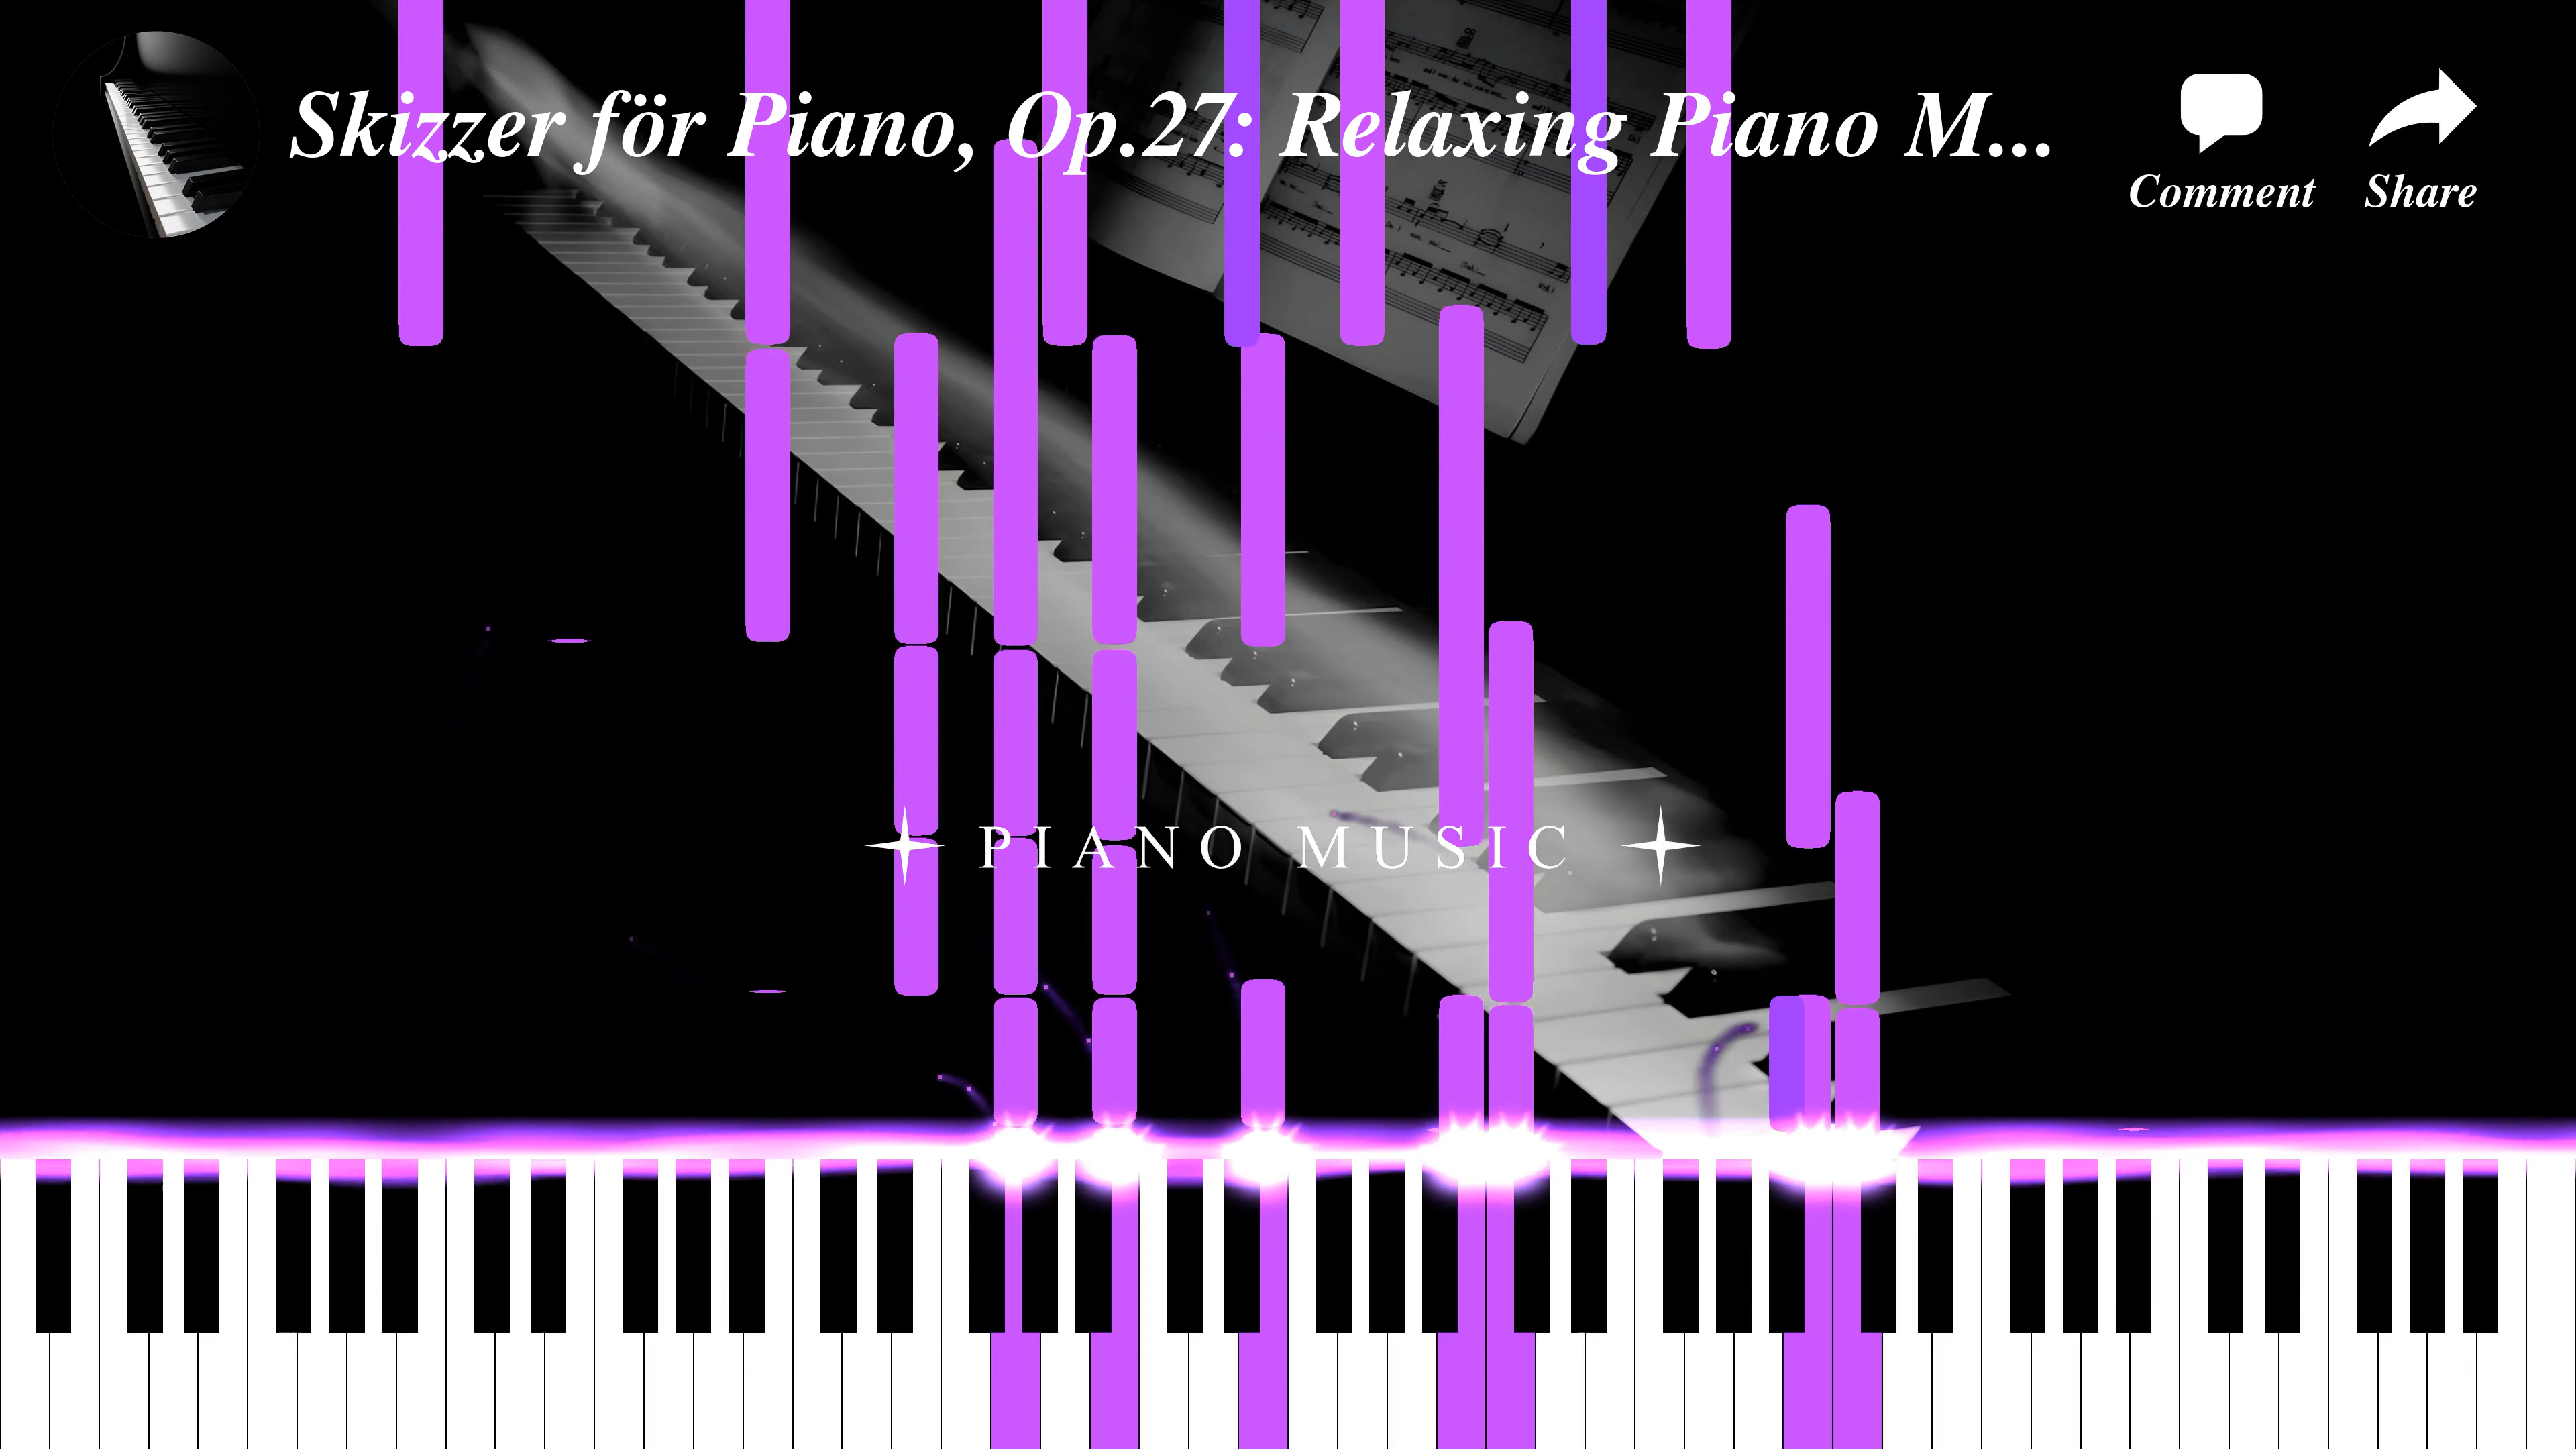 Skizzer för Piano, Op.27: Relaxing Piano M...
Comment Share
PIANO MUSIC